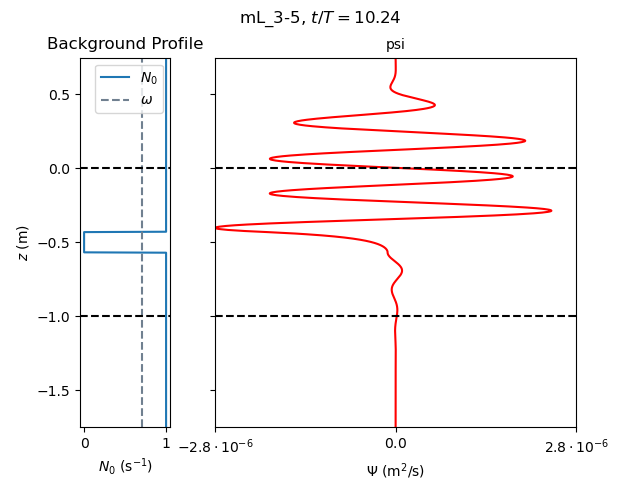 mL_3-5, t/T = 10.24
Background Profile
psi
N₀
ω
0.5
0.0
−0.5
−1.0
−1.5
z (m)
0
1
N₀ (s⁻¹)
−2.8 · 10⁻⁶
0.0
2.8 · 10⁻⁶
Ψ (m²/s)